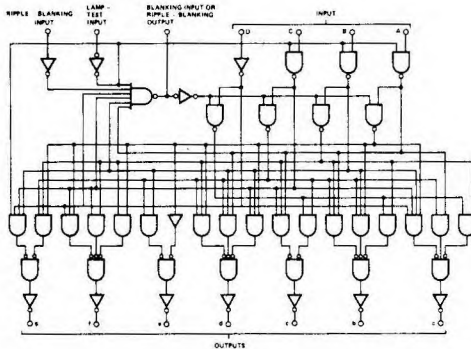 RIPPLE - BLANKING INPUT
LAMP - TEST INPUT
BLANKING INPUT OR RIPPLE - BLANKING OUTPUT
INPUT
D C B A
g f e d c b a
OUTPUTS